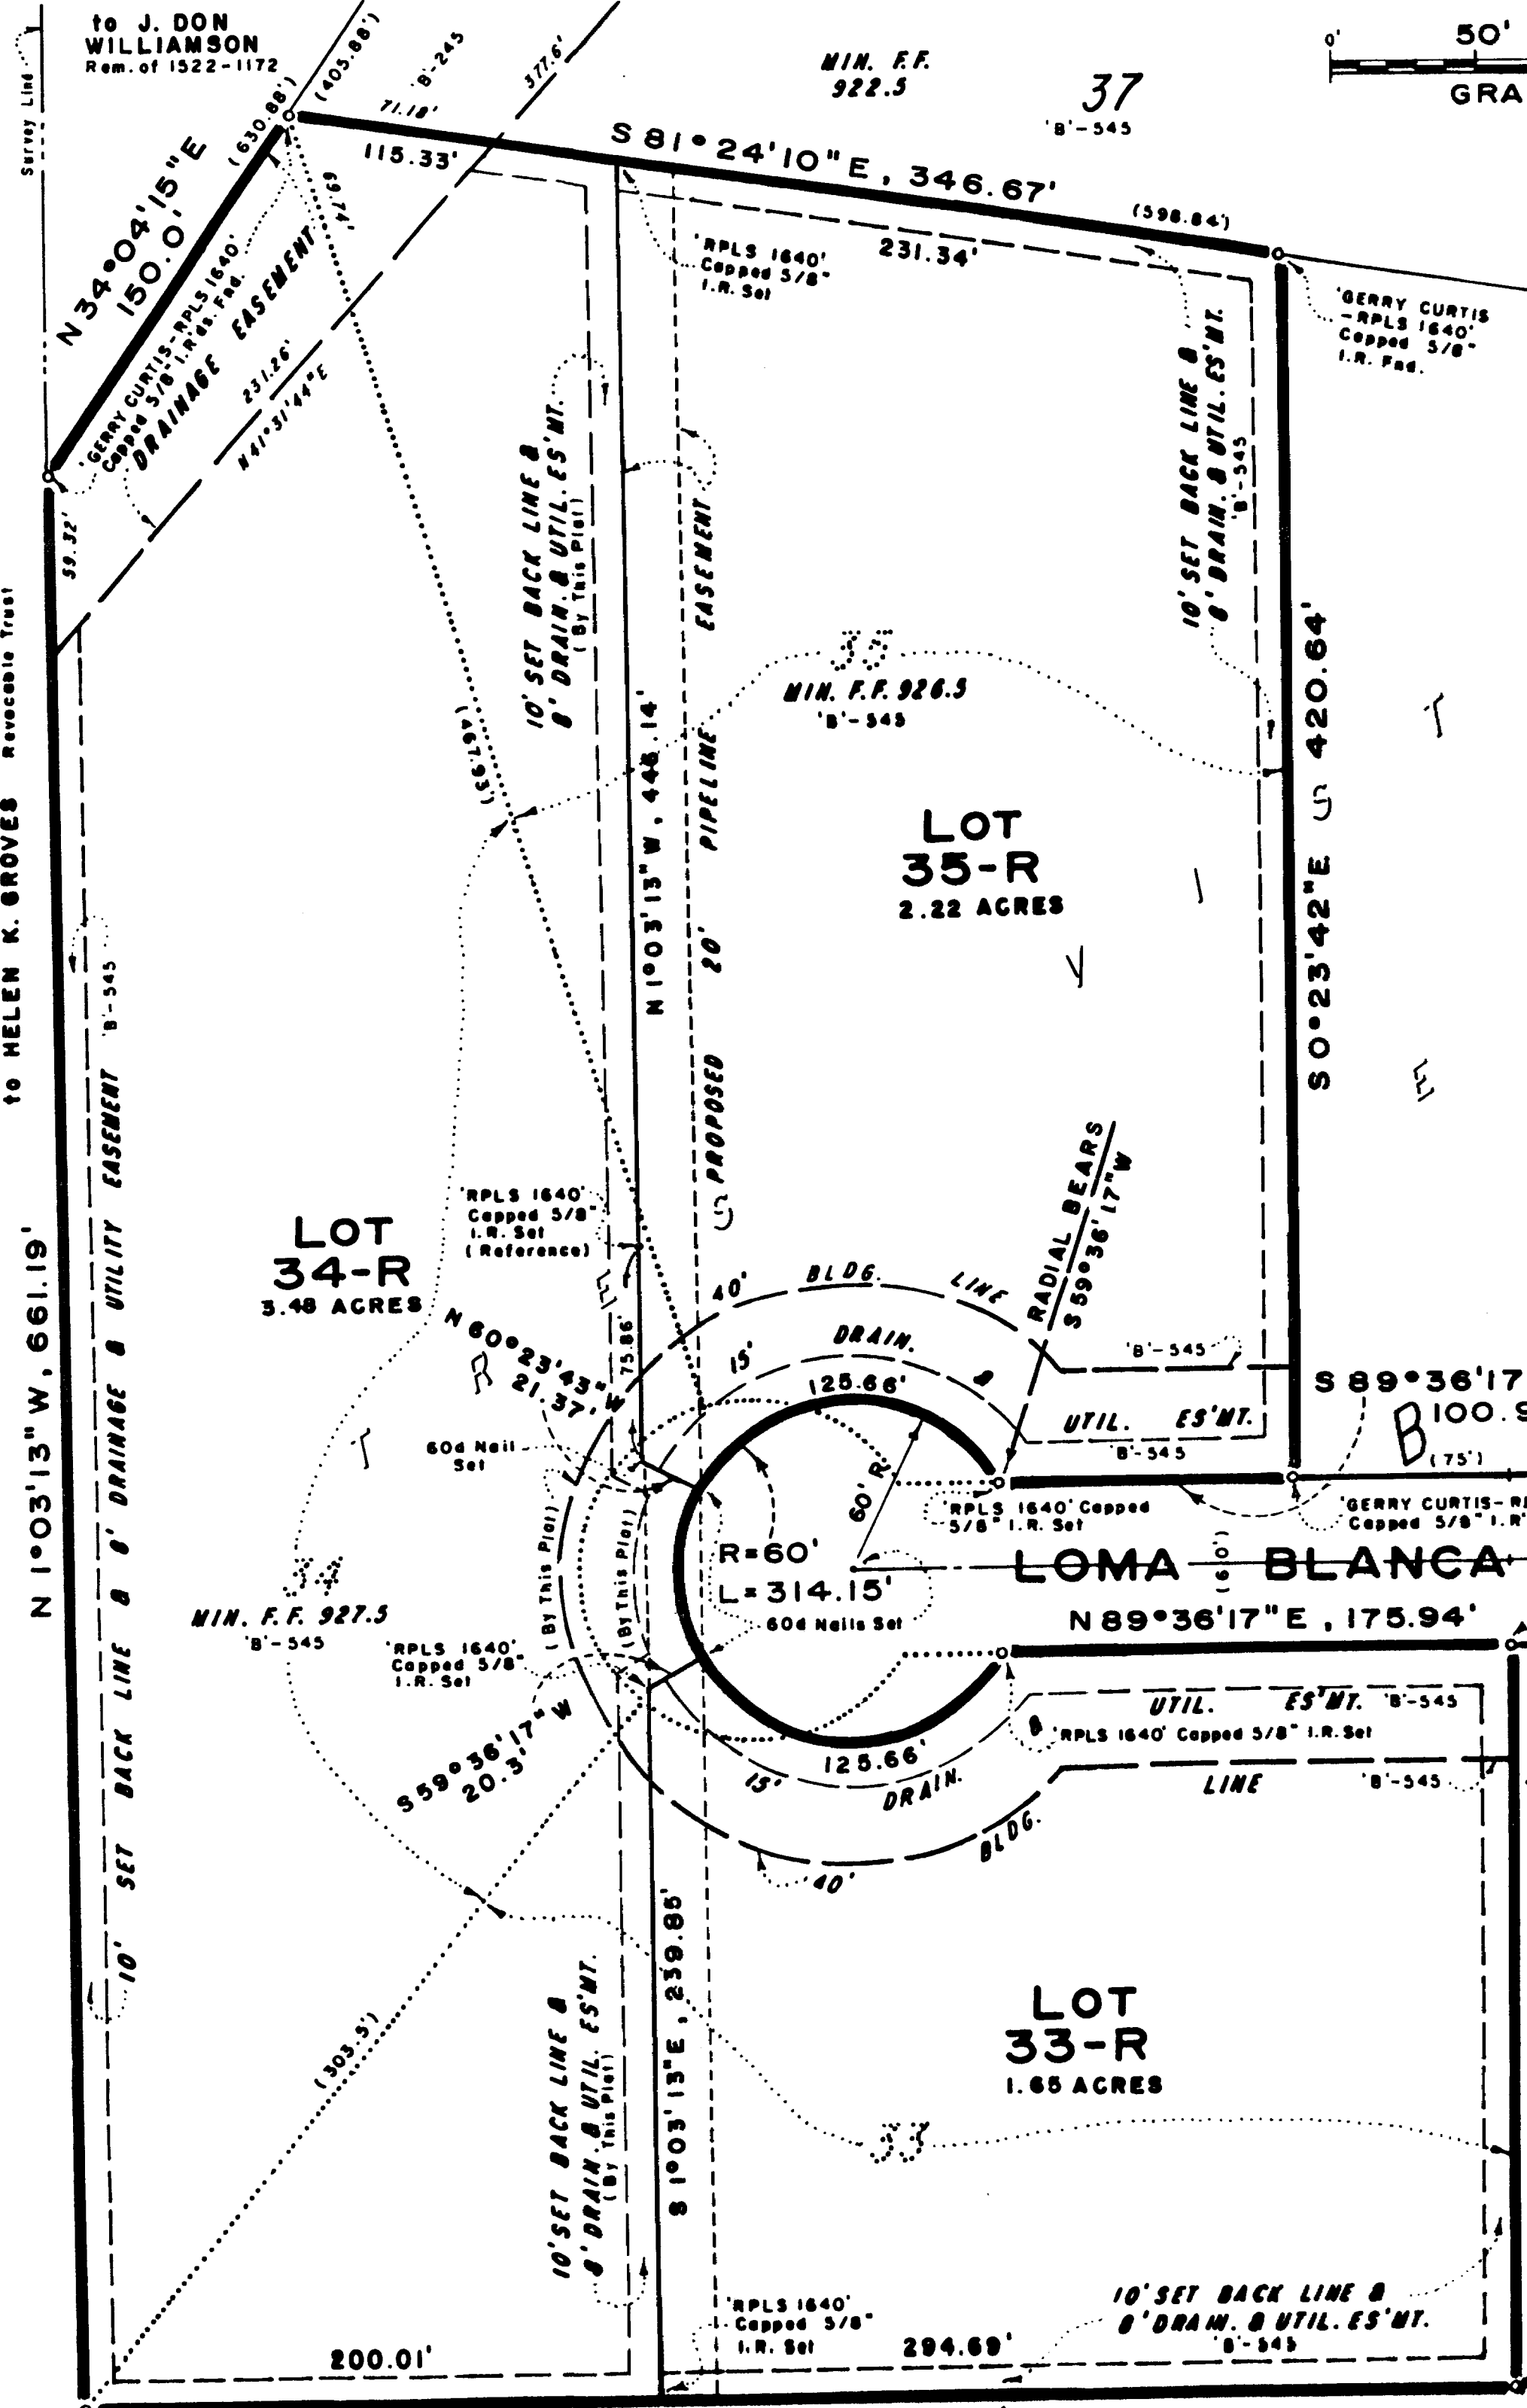 to J. DON
WILLIAMSON
Rem. of 1522-1172
Survey Line
(630.88')
(405.88')
'B'-245
377.6'
MIN. F.F.
922.5
37
'B'-545
0'
50'
GRA
71.18'
115.33'
S 81°24'10"E, 346.67'
(598.84')
231.34'
N 34°04'15"E
150.0'
69.74'
'GERRY CURTIS-RPLS 1640'
Capped 5/8" I.R.'ds. Fnd.
DRAINAGE EASEMENT
231.26'
N41°31'44"E
59.32'
'RPLS 1640'
Capped 5/8"
I.R. Set
'GERRY CURTIS
-RPLS 1640'
Capped 5/8"
I.R. Fnd.
10' SET BACK LINE &
8' DRAIN. & UTIL. ES'MT.
(By This Plat)
10' SET BACK LINE &
8' DRAIN. & UTIL. ES'MT.
'B'-545
PROPOSED 20' PIPELINE EASEMENT
to HELEN K. GROVES Revocable Trust
35
MIN. F.F. 926.5
'B'-545
(467.93')
N 1°03'13"W, 446.14'
S 0°23'42"E 420.64'
LOT
35-R
2.22 ACRES
N 1°03'13" W, 661.19'
10' SET BACK LINE & 8' DRAINAGE & UTILITY EASEMENT 'B'-545
'RPLS 1640'
Capped 5/8"
I.R. Set
(Reference)
LOT
34-R
3.48 ACRES
RADIAL BEARS
S 59°36'17"W
40' BLDG. LINE
15' DRAIN. &
UTIL. ES'MT.
'B'-545
'B'-545
N 60°23'43"W
21.37'
75.86'
125.66'
S 89°36'17
100.9
(75')
60d Nail
Set
60' R
'RPLS 1640' Capped
5/8" I.R. Set
'GERRY CURTIS-R
Capped 5/8" I.R
(By This Plat)
(By This Plat)
R=60'
L=314.15'
60d Nails Set
LOMA BLANCA
(60')
N 89°36'17"E, 175.94'
34
MIN. F.F. 927.5
'B'-545
'RPLS 1640'
Capped 5/8"
I.R. Set
S 59°36'17" W
20.3'
125.66'
15' DRAIN. &
UTIL. ES'MT. 'B'-545
'RPLS 1640' Capped 5/8" I.R. Set
LINE
'B'-545
BLDG.
40'
S 1°03'13"E, 239.85'
10' SET BACK LINE &
8' DRAIN. & UTIL. ES'MT.
(By This Plat)
(303.5')
LOT
33-R
1.65 ACRES
33
'RPLS 1640'
Capped 5/8"
I.R. Set
10' SET BACK LINE &
8' DRAIN. & UTIL. ES'MT.
'B'-545
200.01'
294.69'